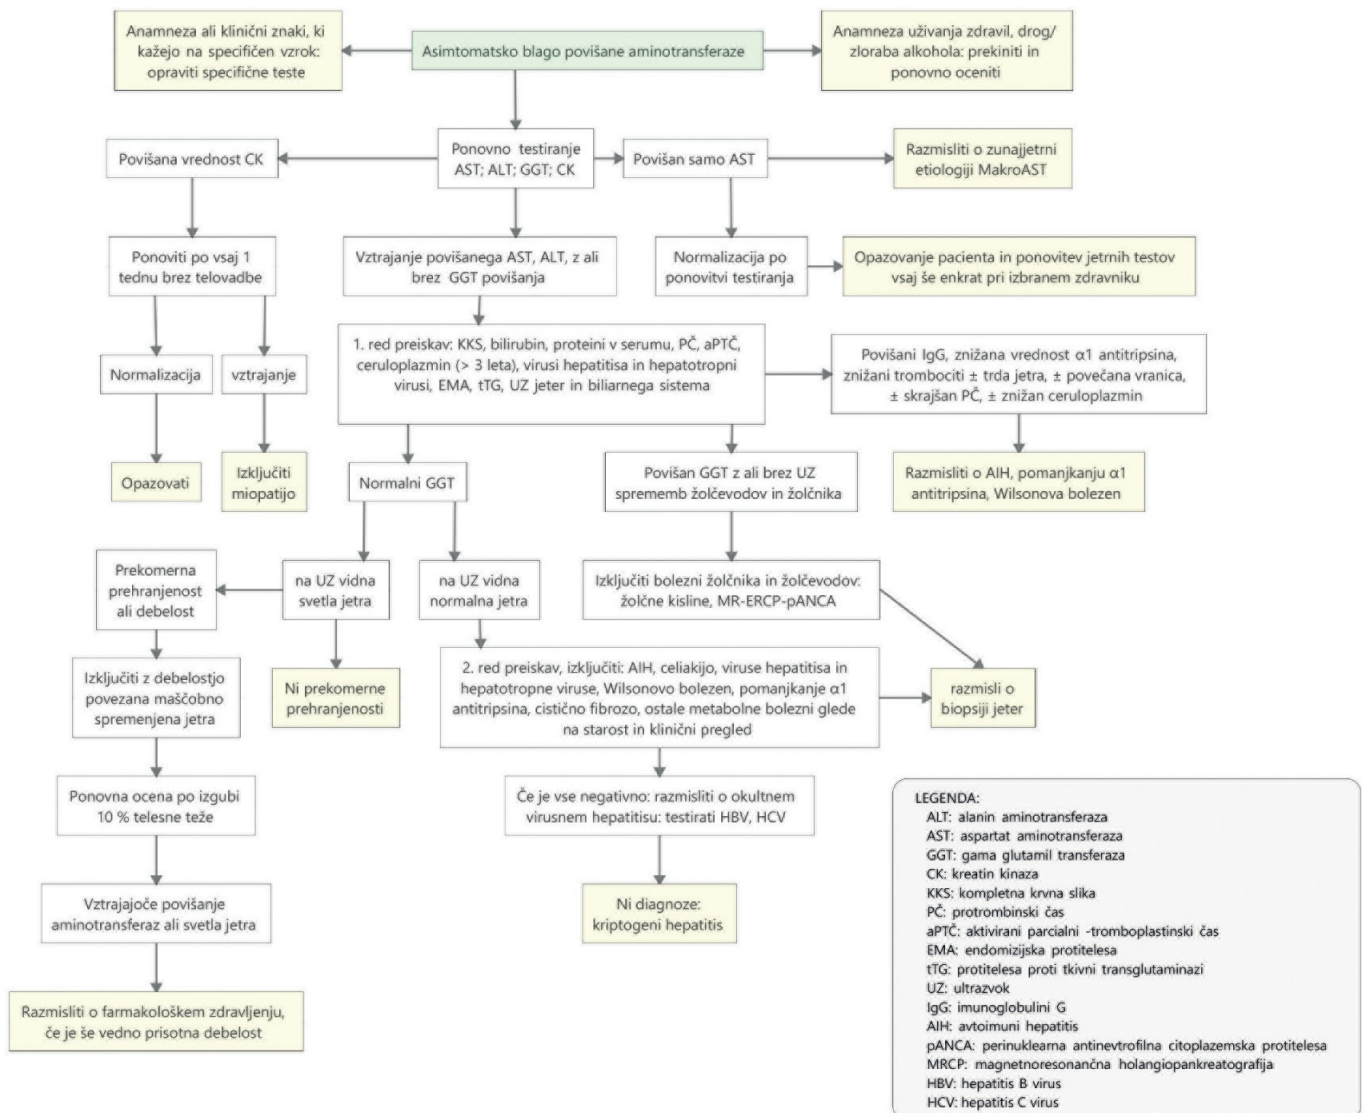 Anamneza ali klinični znaki, ki
kažejo na specifičen vzrok:
opraviti specifične teste
Asimtomatsko blago povišane aminotransferaze
Anamneza uživanja zdravil, drog/
zloraba alkohola: prekiniti in
ponovno oceniti
Povišana vrednost CK
Ponovno testiranje
AST; ALT; GGT; CK
Povišan samo AST
Razmisliti o zunajjetrni
etiologiji MakroAST
Ponoviti po vsaj 1
tednu brez telovadbe
Vztrajanje povišanega AST, ALT, z ali
brez GGT povišanja
Normalizacija po
ponovitvi testiranja
Opazovanje pacienta in ponovitev jetrnih testov
vsaj še enkrat pri izbranem zdravniku
Normalizacija
vztrajanje
1. red preiskav: KKS, bilirubin, proteini v serumu, PČ, aPTČ,
ceruloplazmin (> 3 leta), virusi hepatitisa in hepatotropni
virusi, EMA, tTG, UZ jeter in biliarnega sistema
Povišani IgG, znižana vrednost α1 antitripsina,
znižani trombociti ± trda jetra, ± povečana vranica,
± skrajšan PČ, ± znižan ceruloplazmin
Opazovati
Izključiti
miopatijo
Normalni GGT
Povišan GGT z ali brez UZ
sprememb žolčevodov in žolčnika
Razmisliti o AIH, pomanjkanju α1
antitripsina, Wilsonova bolezen
Prekomerna
prehranjenost
ali debelost
na UZ vidna
svetla jetra
na UZ vidna
normalna jetra
Izključiti bolezni žolčnika in žolčevodov:
žolčne kisline, MR-ERCP-pANCA
Izključiti z debelostjo
povezana maščobno
spremenjena jetra
Ni prekomerne
prehranjenosti
2. red preiskav, izključiti: AIH, celiakijo, viruse hepatitisa in
hepatotropne viruse, Wilsonovo bolezen, pomanjkanje α1
antitripsina, cistično fibrozo, ostale metabolne bolezni glede
na starost in klinični pregled
razmisli o
biopsiji jeter
Ponovna ocena po izgubi
10 % telesne teže
Če je vse negativno: razmisliti o okultnem
virusnem hepatitisu: testirati HBV, HCV
Vztrajajoče povišanje
aminotransferaz ali svetla jetra
Ni diagnoze:
kriptogeni hepatitis
Razmisliti o farmakološkem zdravljenju,
če je še vedno prisotna debelost
LEGENDA:
ALT: alanin aminotransferaza
AST: aspartat aminotransferaza
GGT: gama glutamil transferaza
CK: kreatin kinaza
KKS: kompletna krvna slika
PČ: protrombinski čas
aPTČ: aktivirani parcialni -tromboplastinski čas
EMA: endomizijska protitelesa
tTG: protitelesa proti tkivni transglutaminazi
UZ: ultrazvok
IgG: imunoglobulini G
AIH: avtoimuni hepatitis
pANCA: perinuklearna antinevtrofilna citoplazemska protitelesa
MRCP: magnetnoresonančna holangiopankreatografija
HBV: hepatitis B virus
HCV: hepatitis C virus